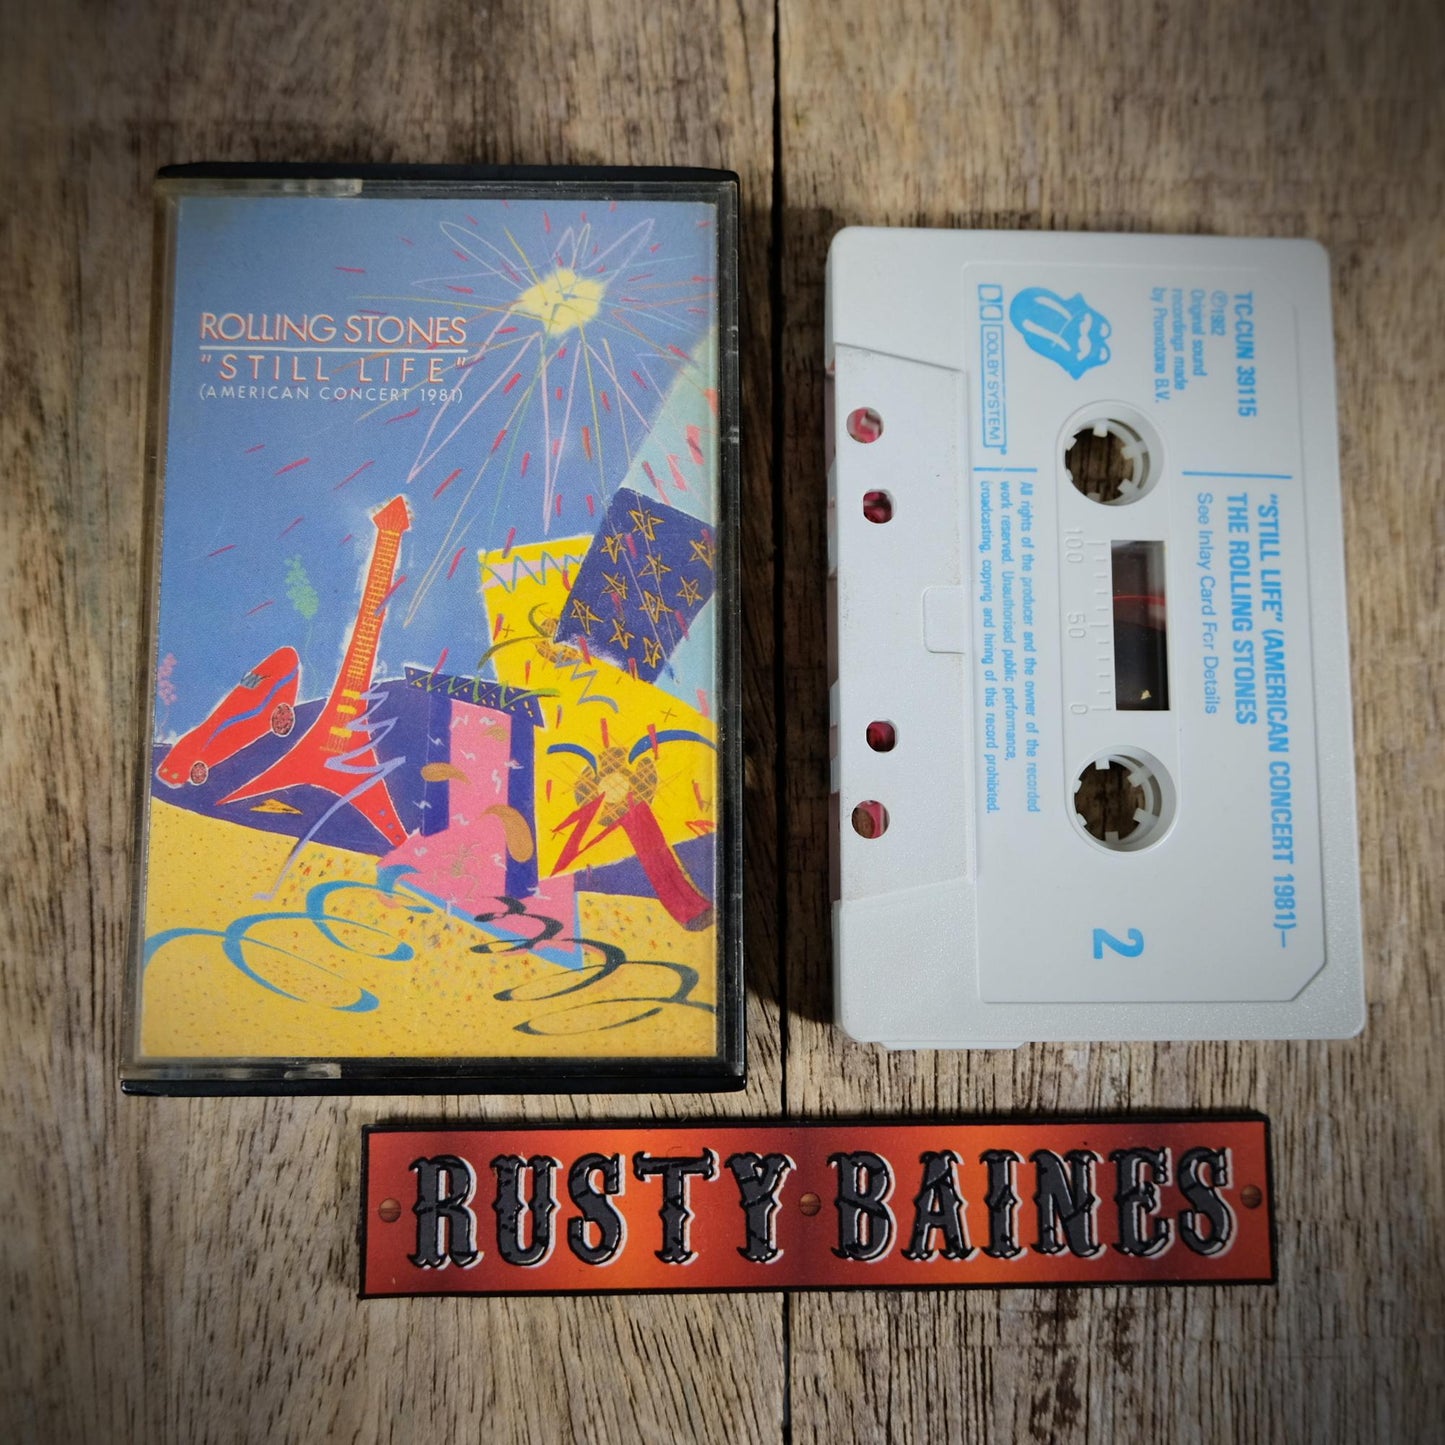 ROLLING STONES
"STILL LIFE"
(AMERICAN CONCERT 1981)
TC-CUN 39115
℗1982
Original sound
recordings made
by Promotone B.V.
DOLBY SYSTEM
"STILL LIFE" (AMERICAN CONCERT 1981)–
THE ROLLING STONES
See Inlay Card For Details
2
100 50 0
All rights of the producer and the owner of the recorded
work reserved. Unauthorised public performance,
broadcasting, copying and hiring of this record prohibited.
RUSTY BAINES